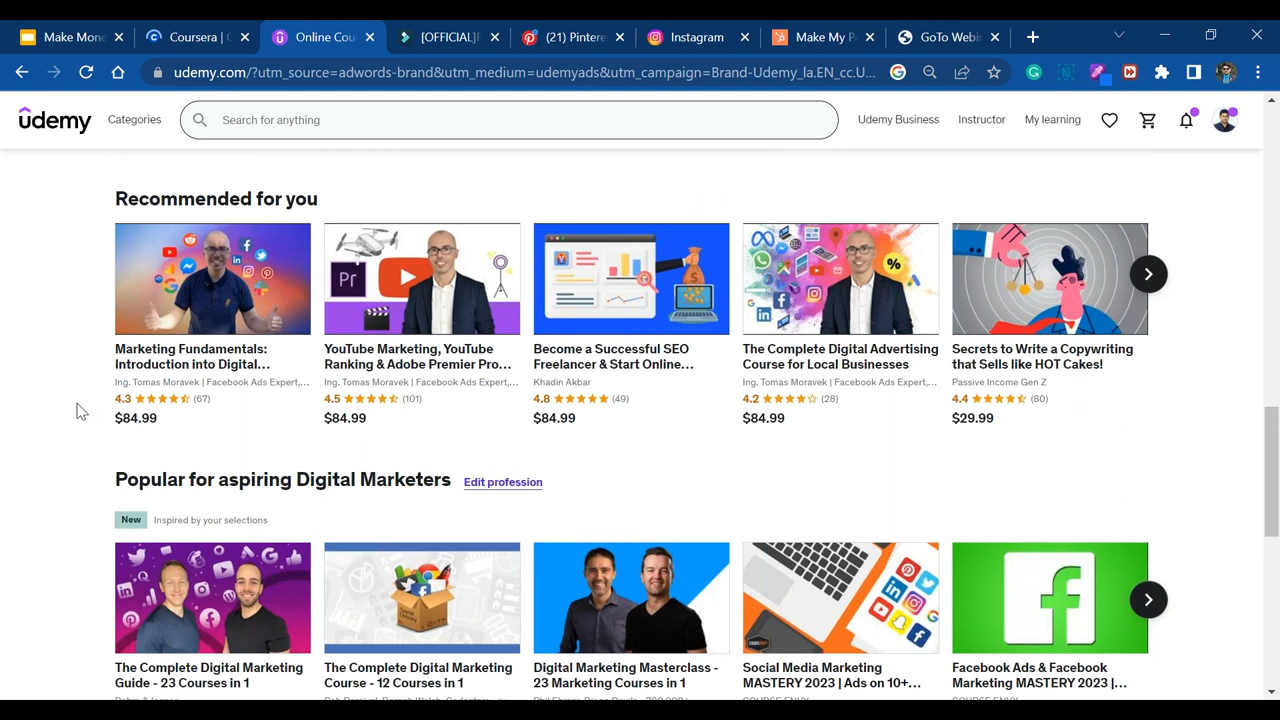 Make Mone
Coursera | C
Online Cou
[OFFICIAL]F
(21) Pintere
Instagram
Make My P
GoTo Webi
udemy.com/?utm_source=adwords-brand&utm_medium=udemyads&utm_campaign=Brand-Udemy_la.EN_cc.U...
udemy
Categories
Search for anything
Udemy Business
Instructor
My learning
Recommended for you
Marketing Fundamentals:
Introduction into Digital...
Ing. Tomas Moravek | Facebook Ads Expert,...
4.3 (67)
$84.99
Pr
YouTube Marketing, YouTube
Ranking & Adobe Premier Pro...
Ing. Tomas Moravek | Facebook Ads Expert,...
4.5 (101)
$84.99
Become a Successful SEO
Freelancer & Start Online...
Khadin Akbar
4.8 (49)
$84.99
%
The Complete Digital Advertising
Course for Local Businesses
Ing. Tomas Moravek | Facebook Ads Expert,...
4.2 (28)
$84.99
Secrets to Write a Copywriting
that Sells like HOT Cakes!
Passive Income Gen Z
4.4 (80)
$29.99
Popular for aspiring Digital Marketers
Edit profession
New
Inspired by your selections
The Complete Digital Marketing
Guide - 23 Courses in 1
The Complete Digital Marketing
Course - 12 Courses in 1
Digital Marketing Masterclass -
23 Marketing Courses in 1
Social Media Marketing
MASTERY 2023 | Ads on 10+...
Facebook Ads & Facebook
Marketing MASTERY 2023 |...